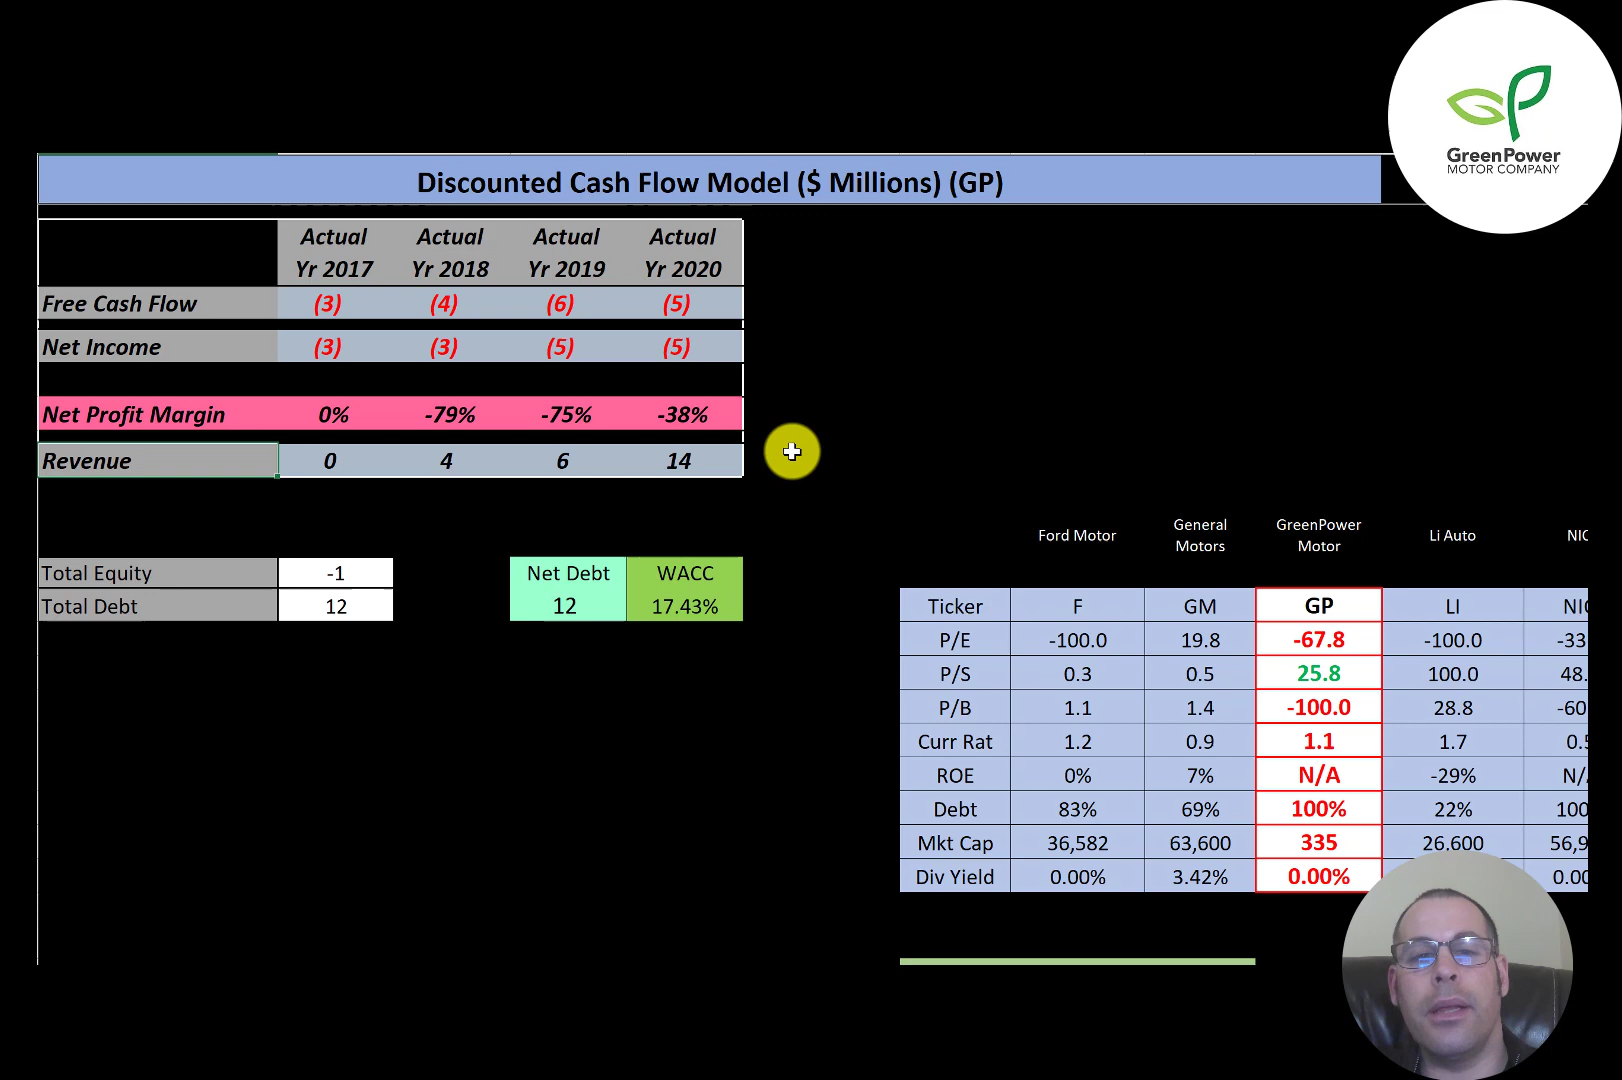 GreenPower
MOTOR COMPANY
Discounted Cash Flow Model ($ Millions) (GP)
Actual Actual Actual Actual
Yr 2017 Yr 2018 Yr 2019 Yr 2020
Free Cash Flow (3) (4) (6) (5)
Net Income (3) (3) (5) (5)
Net Profit Margin 0% -79% -75% -38%
Revenue 0 4 6 14
Total Equity -1 Net Debt WACC
Total Debt 12 12 17.43%
Ford Motor General Motors GreenPower Motor Li Auto
Ticker F GM GP LI
P/E -100.0 19.8 -67.8 -100.0
P/S 0.3 0.5 25.8 100.0
P/B 1.1 1.4 -100.0 28.8
Curr Rat 1.2 0.9 1.1 1.7
ROE 0% 7% N/A -29%
Debt 83% 69% 100% 22%
Mkt Cap 36,582 63,600 335 26,600
Div Yield 0.00% 3.42% 0.00%